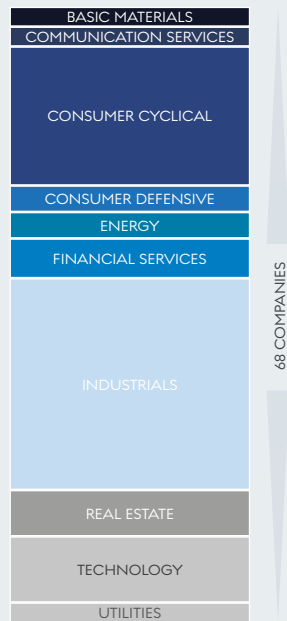 BASIC MATERIALS
COMMUNICATION SERVICES
CONSUMER CYCLICAL
CONSUMER DEFENSIVE
ENERGY
FINANCIAL SERVICES
68 COMPANIES
INDUSTRIALS
REAL ESTATE
TECHNOLOGY
UTILITIES